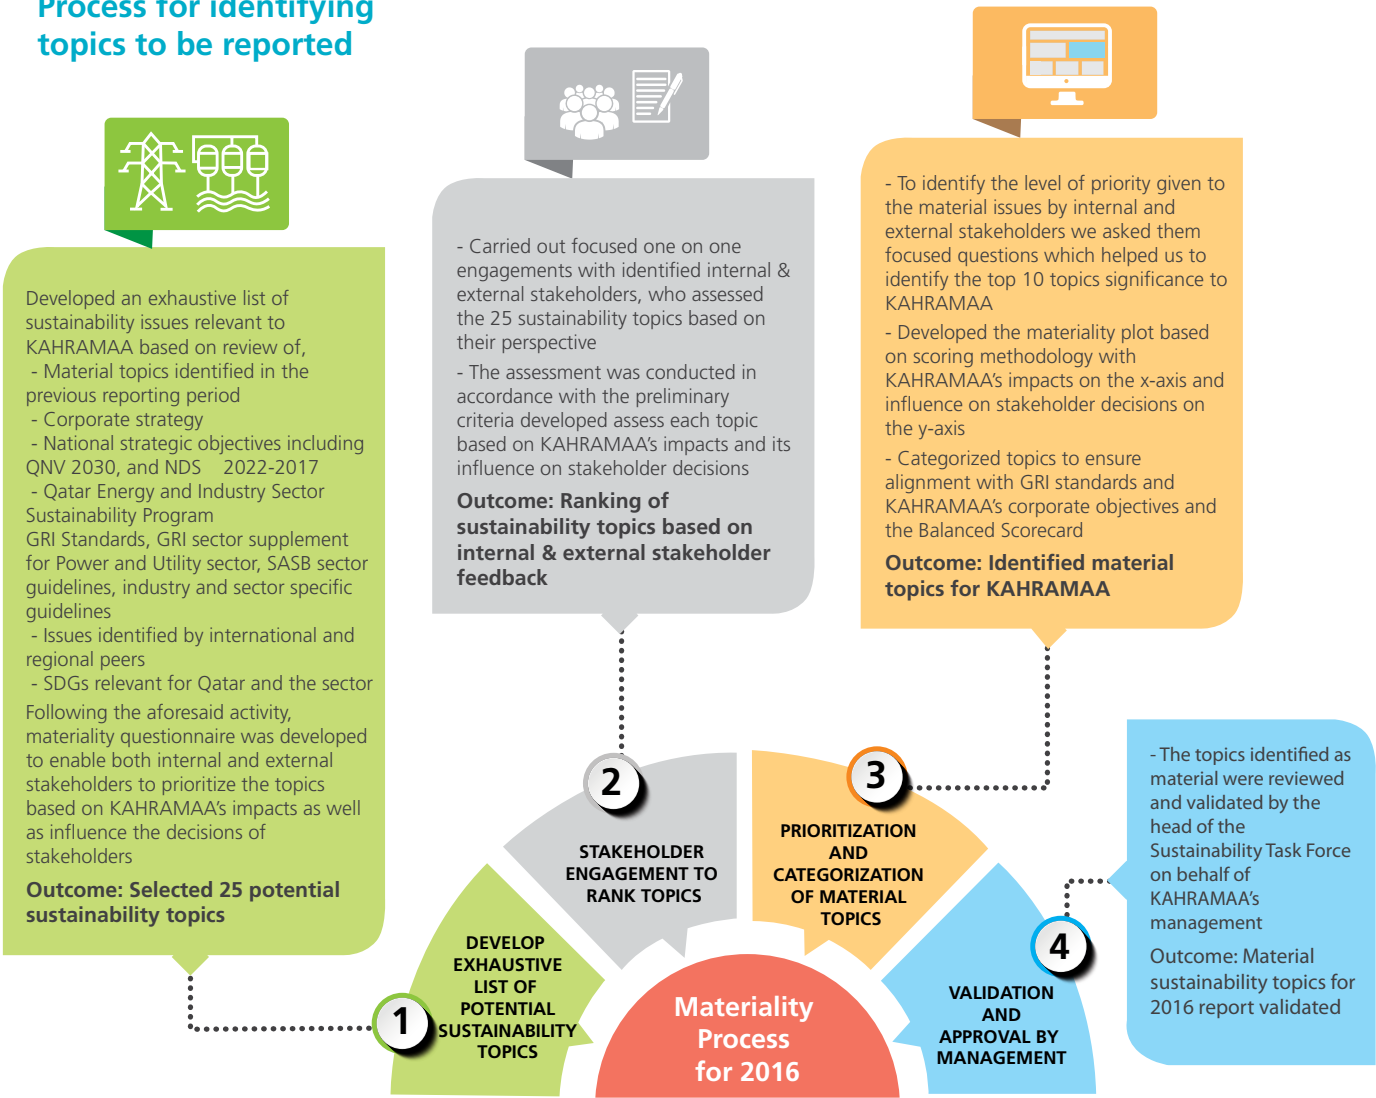 Process for identifying
topics to be reported
Developed an exhaustive list of
sustainability issues relevant to
KAHRAMAA based on review of,
- Material topics identified in the
previous reporting period
- Corporate strategy
- National strategic objectives including
QNV 2030, and NDS 2022-2017
- Qatar Energy and Industry Sector
Sustainability Program
GRI Standards, GRI sector supplement
for Power and Utility sector, SASB sector
guidelines, industry and sector specific
guidelines
- Issues identified by international and
regional peers
- SDGs relevant for Qatar and the sector
Following the aforesaid activity,
materiality questionnaire was developed
to enable both internal and external
stakeholders to prioritize the topics
based on KAHRAMAA's impacts as well
as influence the decisions of
stakeholders
Outcome: Selected 25 potential
sustainability topics
- Carried out focused one on one
engagements with identified internal &
external stakeholders, who assessed
the 25 sustainability topics based on
their perspective
- The assessment was conducted in
accordance with the preliminary
criteria developed assess each topic
based on KAHRAMAA's impacts and its
influence on stakeholder decisions
Outcome: Ranking of
sustainability topics based on
internal & external stakeholder
feedback
- To identify the level of priority given to
the material issues by internal and
external stakeholders we asked them
focused questions which helped us to
identify the top 10 topics significance to
KAHRAMAA
- Developed the materiality plot based
on scoring methodology with
KAHRAMAA's impacts on the x-axis and
influence on stakeholder decisions on
the y-axis
- Categorized topics to ensure
alignment with GRI standards and
KAHRAMAA's corporate objectives and
the Balanced Scorecard
Outcome: Identified material
topics for KAHRAMAA
- The topics identified as
material were reviewed
and validated by the
head of the
Sustainability Task Force
on behalf of
KAHRAMAA's
management
Outcome: Material
sustainability topics for
2016 report validated
1
DEVELOP
EXHAUSTIVE
LIST OF
POTENTIAL
SUSTAINABILITY
TOPICS
2
STAKEHOLDER
ENGAGEMENT TO
RANK TOPICS
3
PRIORITIZATION
AND
CATEGORIZATION
OF MATERIAL
TOPICS
4
VALIDATION
AND
APPROVAL BY
MANAGEMENT
Materiality
Process
for 2016